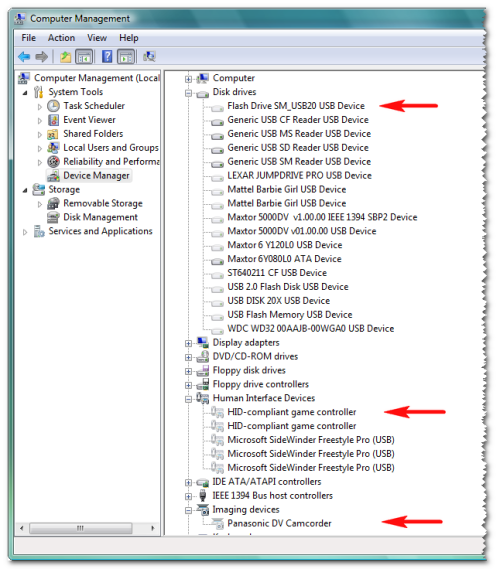 Computer Management
File Action View Help
Computer Management (Local
System Tools
Task Scheduler
Event Viewer
Shared Folders
Local Users and Groups
Reliability and Performa
Device Manager
Storage
Removable Storage
Disk Management
Services and Applications
Computer
Disk drives
Flash Drive SM_USB20 USB Device
Generic USB CF Reader USB Device
Generic USB MS Reader USB Device
Generic USB SD Reader USB Device
Generic USB SM Reader USB Device
LEXAR JUMPDRIVE PRO USB Device
Mattel Barbie Girl USB Device
Mattel Barbie Girl USB Device
Maxtor 5000DV v1.00.00 IEEE 1394 SBP2 Device
Maxtor 5000DV v01.00.00 USB Device
Maxtor 6 Y120L0 USB Device
Maxtor 6Y080L0 ATA Device
ST640211 CF USB Device
USB 2.0 Flash Disk USB Device
USB DISK 20X USB Device
USB Flash Memory USB Device
WDC WD32 00AAJB-00WGA0 USB Device
Display adapters
DVD/CD-ROM drives
Floppy disk drives
Floppy drive controllers
Human Interface Devices
HID-compliant game controller
HID-compliant game controller
Microsoft SideWinder Freestyle Pro (USB)
Microsoft SideWinder Freestyle Pro (USB)
Microsoft SideWinder Freestyle Pro (USB)
IDE ATA/ATAPI controllers
IEEE 1394 Bus host controllers
Imaging devices
Panasonic DV Camcorder